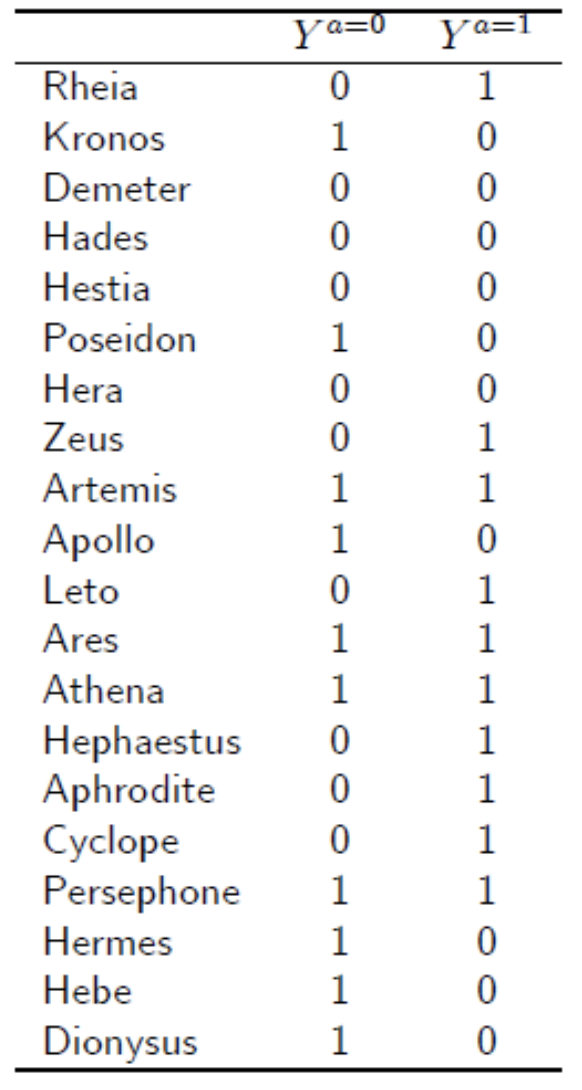 Y^{a=0} Y^{a=1}
Rheia 0 1
Kronos 1 0
Demeter 0 0
Hades 0 0
Hestia 0 0
Poseidon 1 0
Hera 0 0
Zeus 0 1
Artemis 1 1
Apollo 1 0
Leto 0 1
Ares 1 1
Athena 1 1
Hephaestus 0 1
Aphrodite 0 1
Cyclope 0 1
Persephone 1 1
Hermes 1 0
Hebe 1 0
Dionysus 1 0